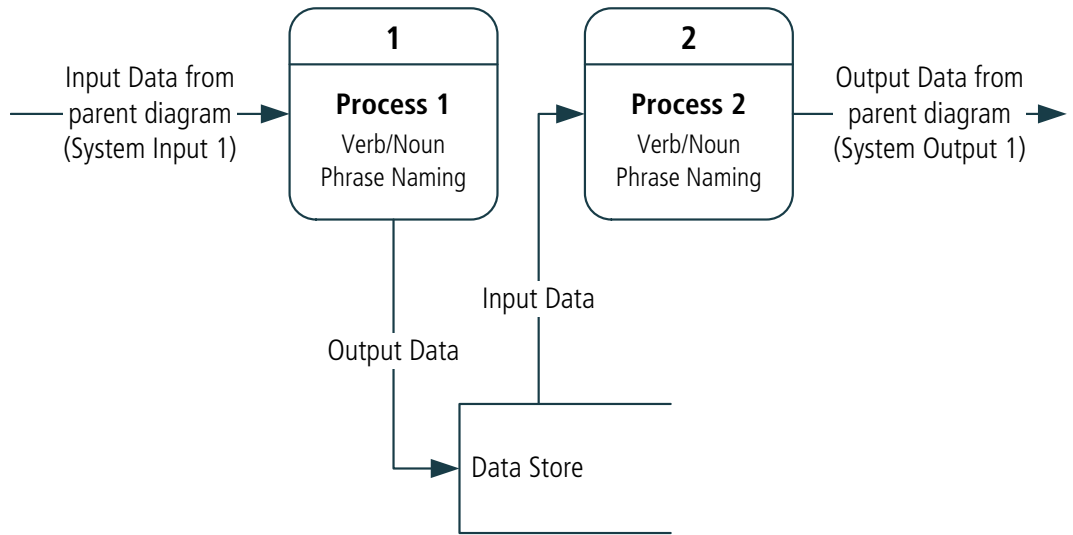 Input Data from
parent diagram
(System Input 1)
1
Process 1
Verb/Noun
Phrase Naming
2
Process 2
Verb/Noun
Phrase Naming
Output Data from
parent diagram
(System Output 1)
Input Data
Output Data
Data Store